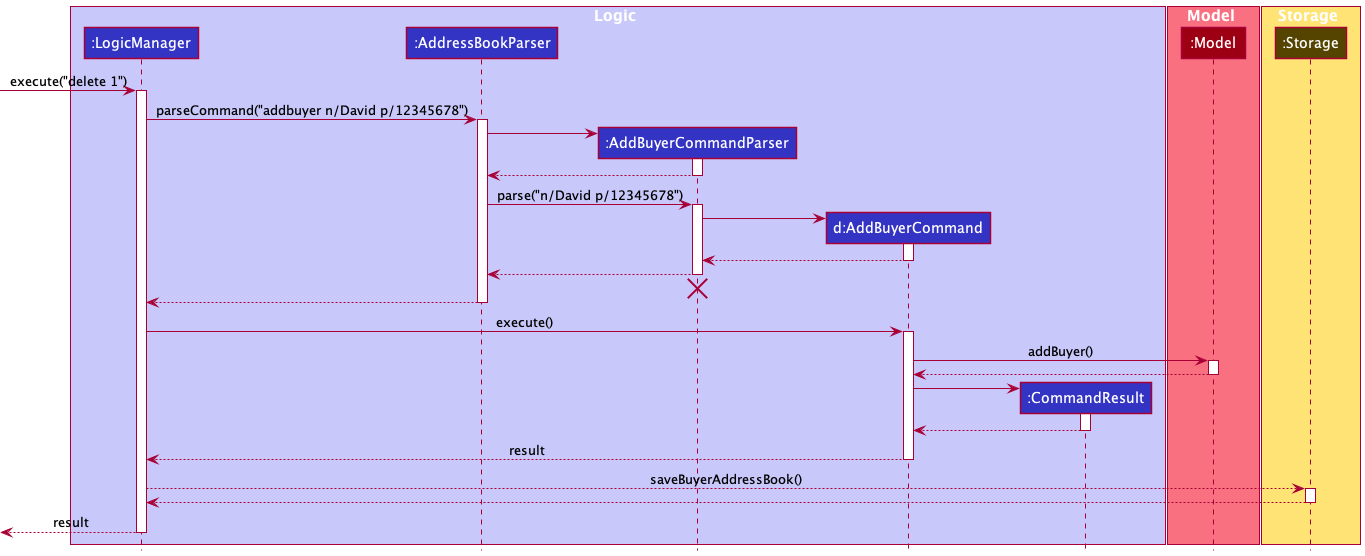 Logic
Model
Storage
:LogicManager
:AddressBookParser
:Model
:Storage
execute("delete 1")
parseCommand("addbuyer n/David p/12345678")
:AddBuyerCommandParser
parse("n/David p/12345678")
d:AddBuyerCommand
execute()
addBuyer()
:CommandResult
result
saveBuyerAddressBook()
result